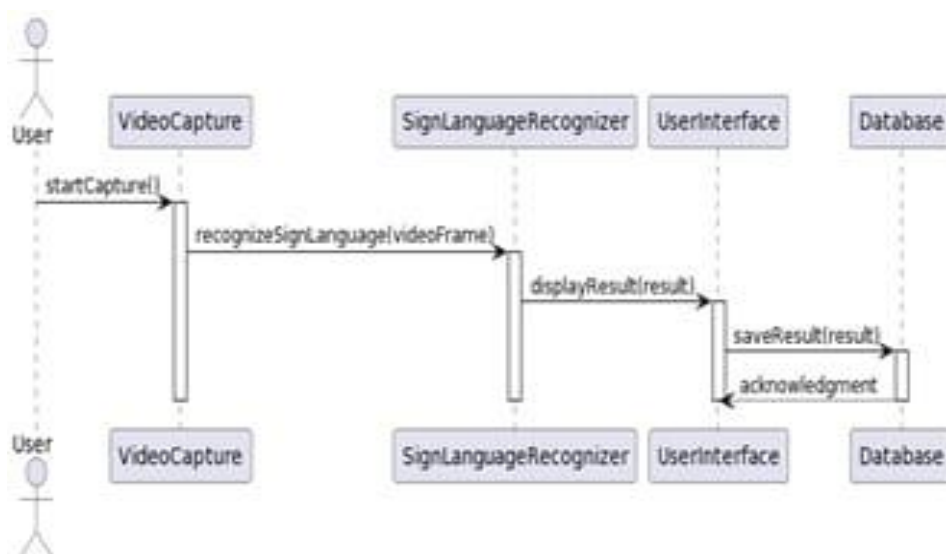 User
VideoCapture
SignLanguageRecognizer
UserInterface
Database
startCapture()
recognizeSignLanguage(videoFrame)
displayResult(result)
saveResult(result)
acknowledgment
User
VideoCapture
SignLanguageRecognizer
UserInterface
Database